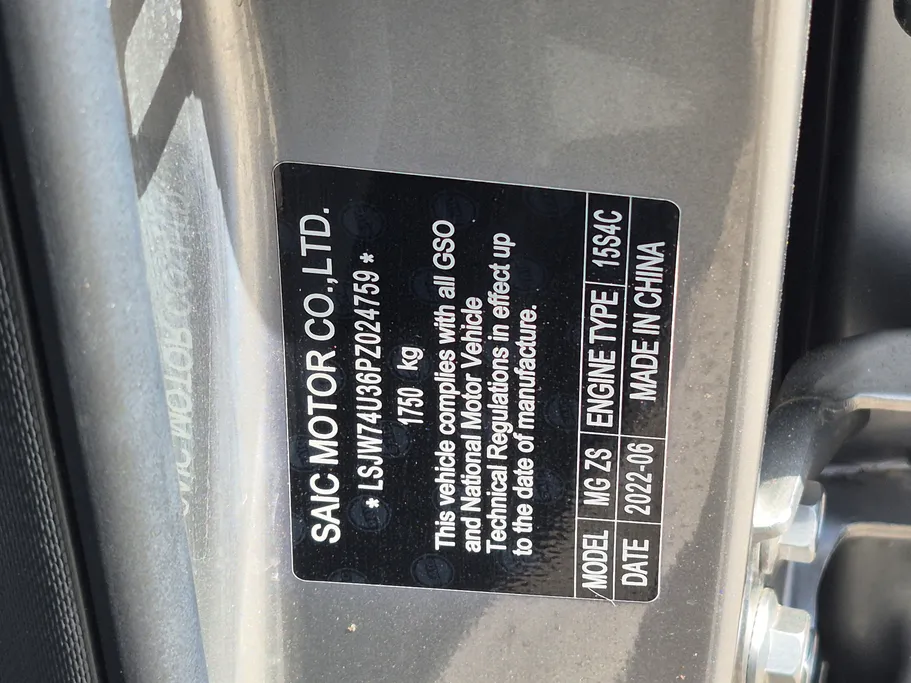 SAIC MOTOR CO.,LTD.
* LSJW74U36PZ024759 *
1750 kg
This vehicle complies with all GSO
and National Motor Vehicle
Technical Regulations in effect up
to the date of manufacture.
MODEL MG ZS ENGINE TYPE 15S4C
DATE 2022-06 MADE IN CHINA